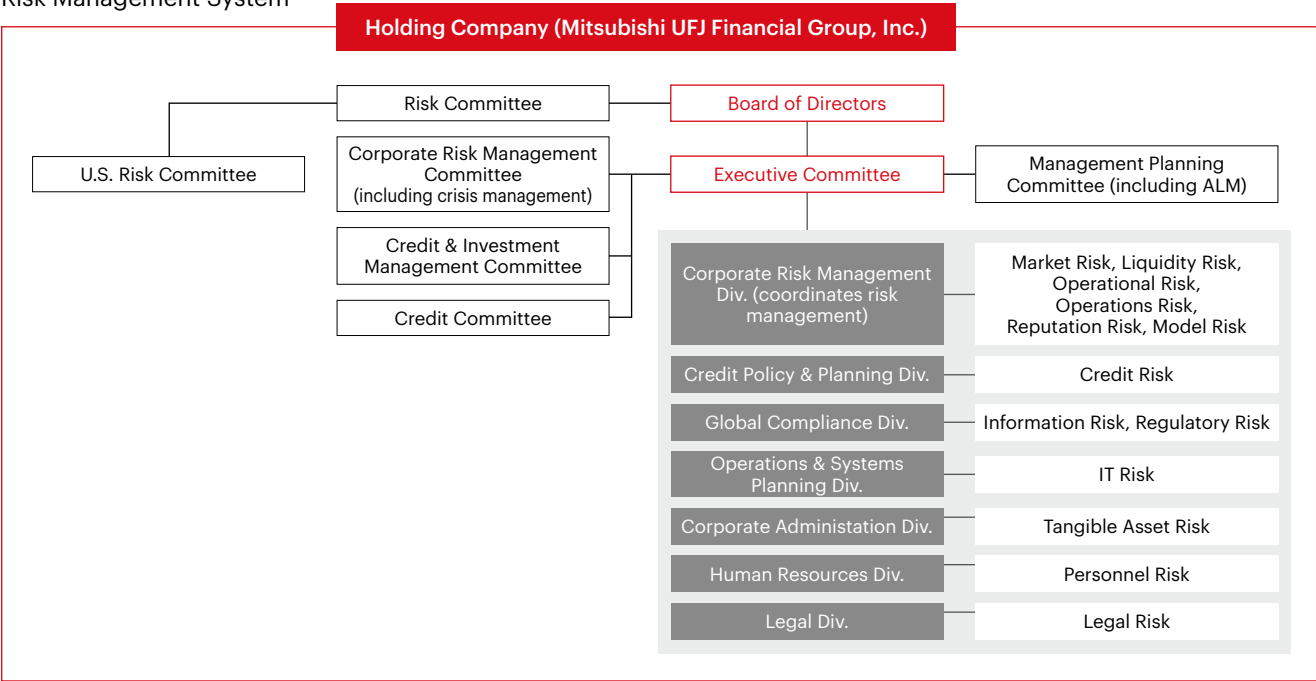 Risk Management System
Holding Company (Mitsubishi UFJ Financial Group, Inc.)
Risk Committee
Board of Directors
U.S. Risk Committee
Corporate Risk Management
Committee
(including crisis management)
Executive Committee
Management Planning
Committee (including ALM)
Credit & Investment
Management Committee
Credit Committee
Corporate Risk Management
Div. (coordinates risk
management)
Market Risk, Liquidity Risk,
Operational Risk,
Operations Risk,
Reputation Risk, Model Risk
Credit Policy & Planning Div.
Credit Risk
Global Compliance Div.
Information Risk, Regulatory Risk
Operations & Systems
Planning Div.
IT Risk
Corporate Administation Div.
Tangible Asset Risk
Human Resources Div.
Personnel Risk
Legal Div.
Legal Risk